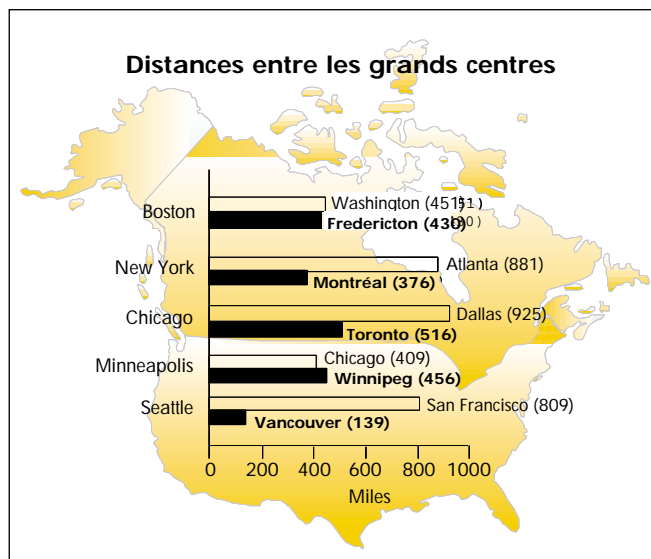 Distances entre les grands centres
Boston
Washington (451)
Fredericton (430)
New York
Atlanta (881)
Montréal (376)
Chicago
Dallas (925)
Toronto (516)
Minneapolis
Chicago (409)
Winnipeg (456)
Seattle
San Francisco (809)
Vancouver (139)
0 200 400 600 800 1000
Miles